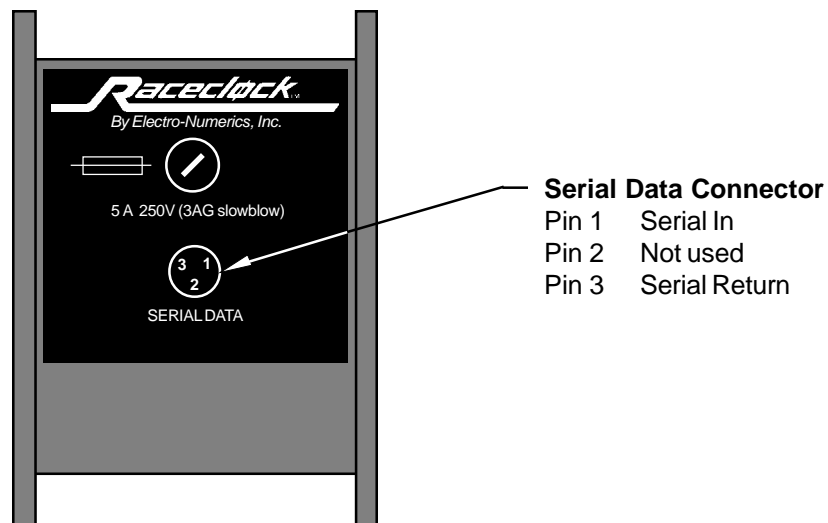 Racecløck
By Electro-Numerics, Inc.
5 A 250V (3AG slowblow)
3 1
2
SERIAL DATA
Serial Data Connector
Pin 1 Serial In
Pin 2 Not used
Pin 3 Serial Return